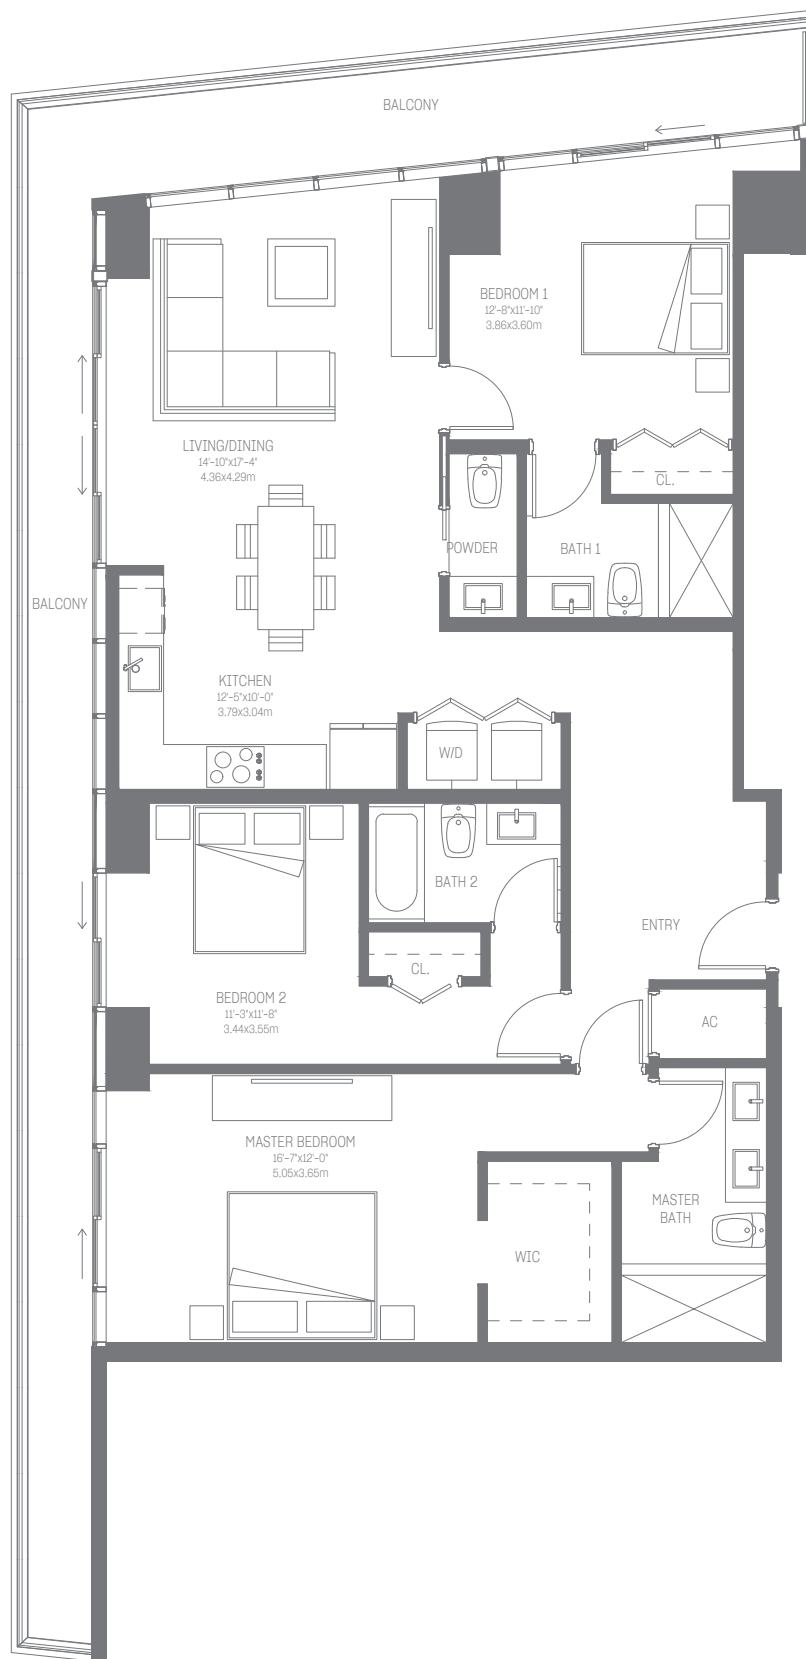 BALCONY
BEDROOM 1
12'-8"x11'-10"
3.86x3.60m
LIVING/DINING
14'-10"x17'-4"
4.36x4.29m
CL.
POWDER
BATH 1
BALCONY
KITCHEN
12'-5"x10'-0"
3.79x3.04m
W/D
BATH 2
ENTRY
CL.
BEDROOM 2
11'-3"x11'-8"
3.44x3.55m
AC
MASTER BEDROOM
16'-7"x12'-0"
5.05x3.65m
MASTER
BATH
WIC